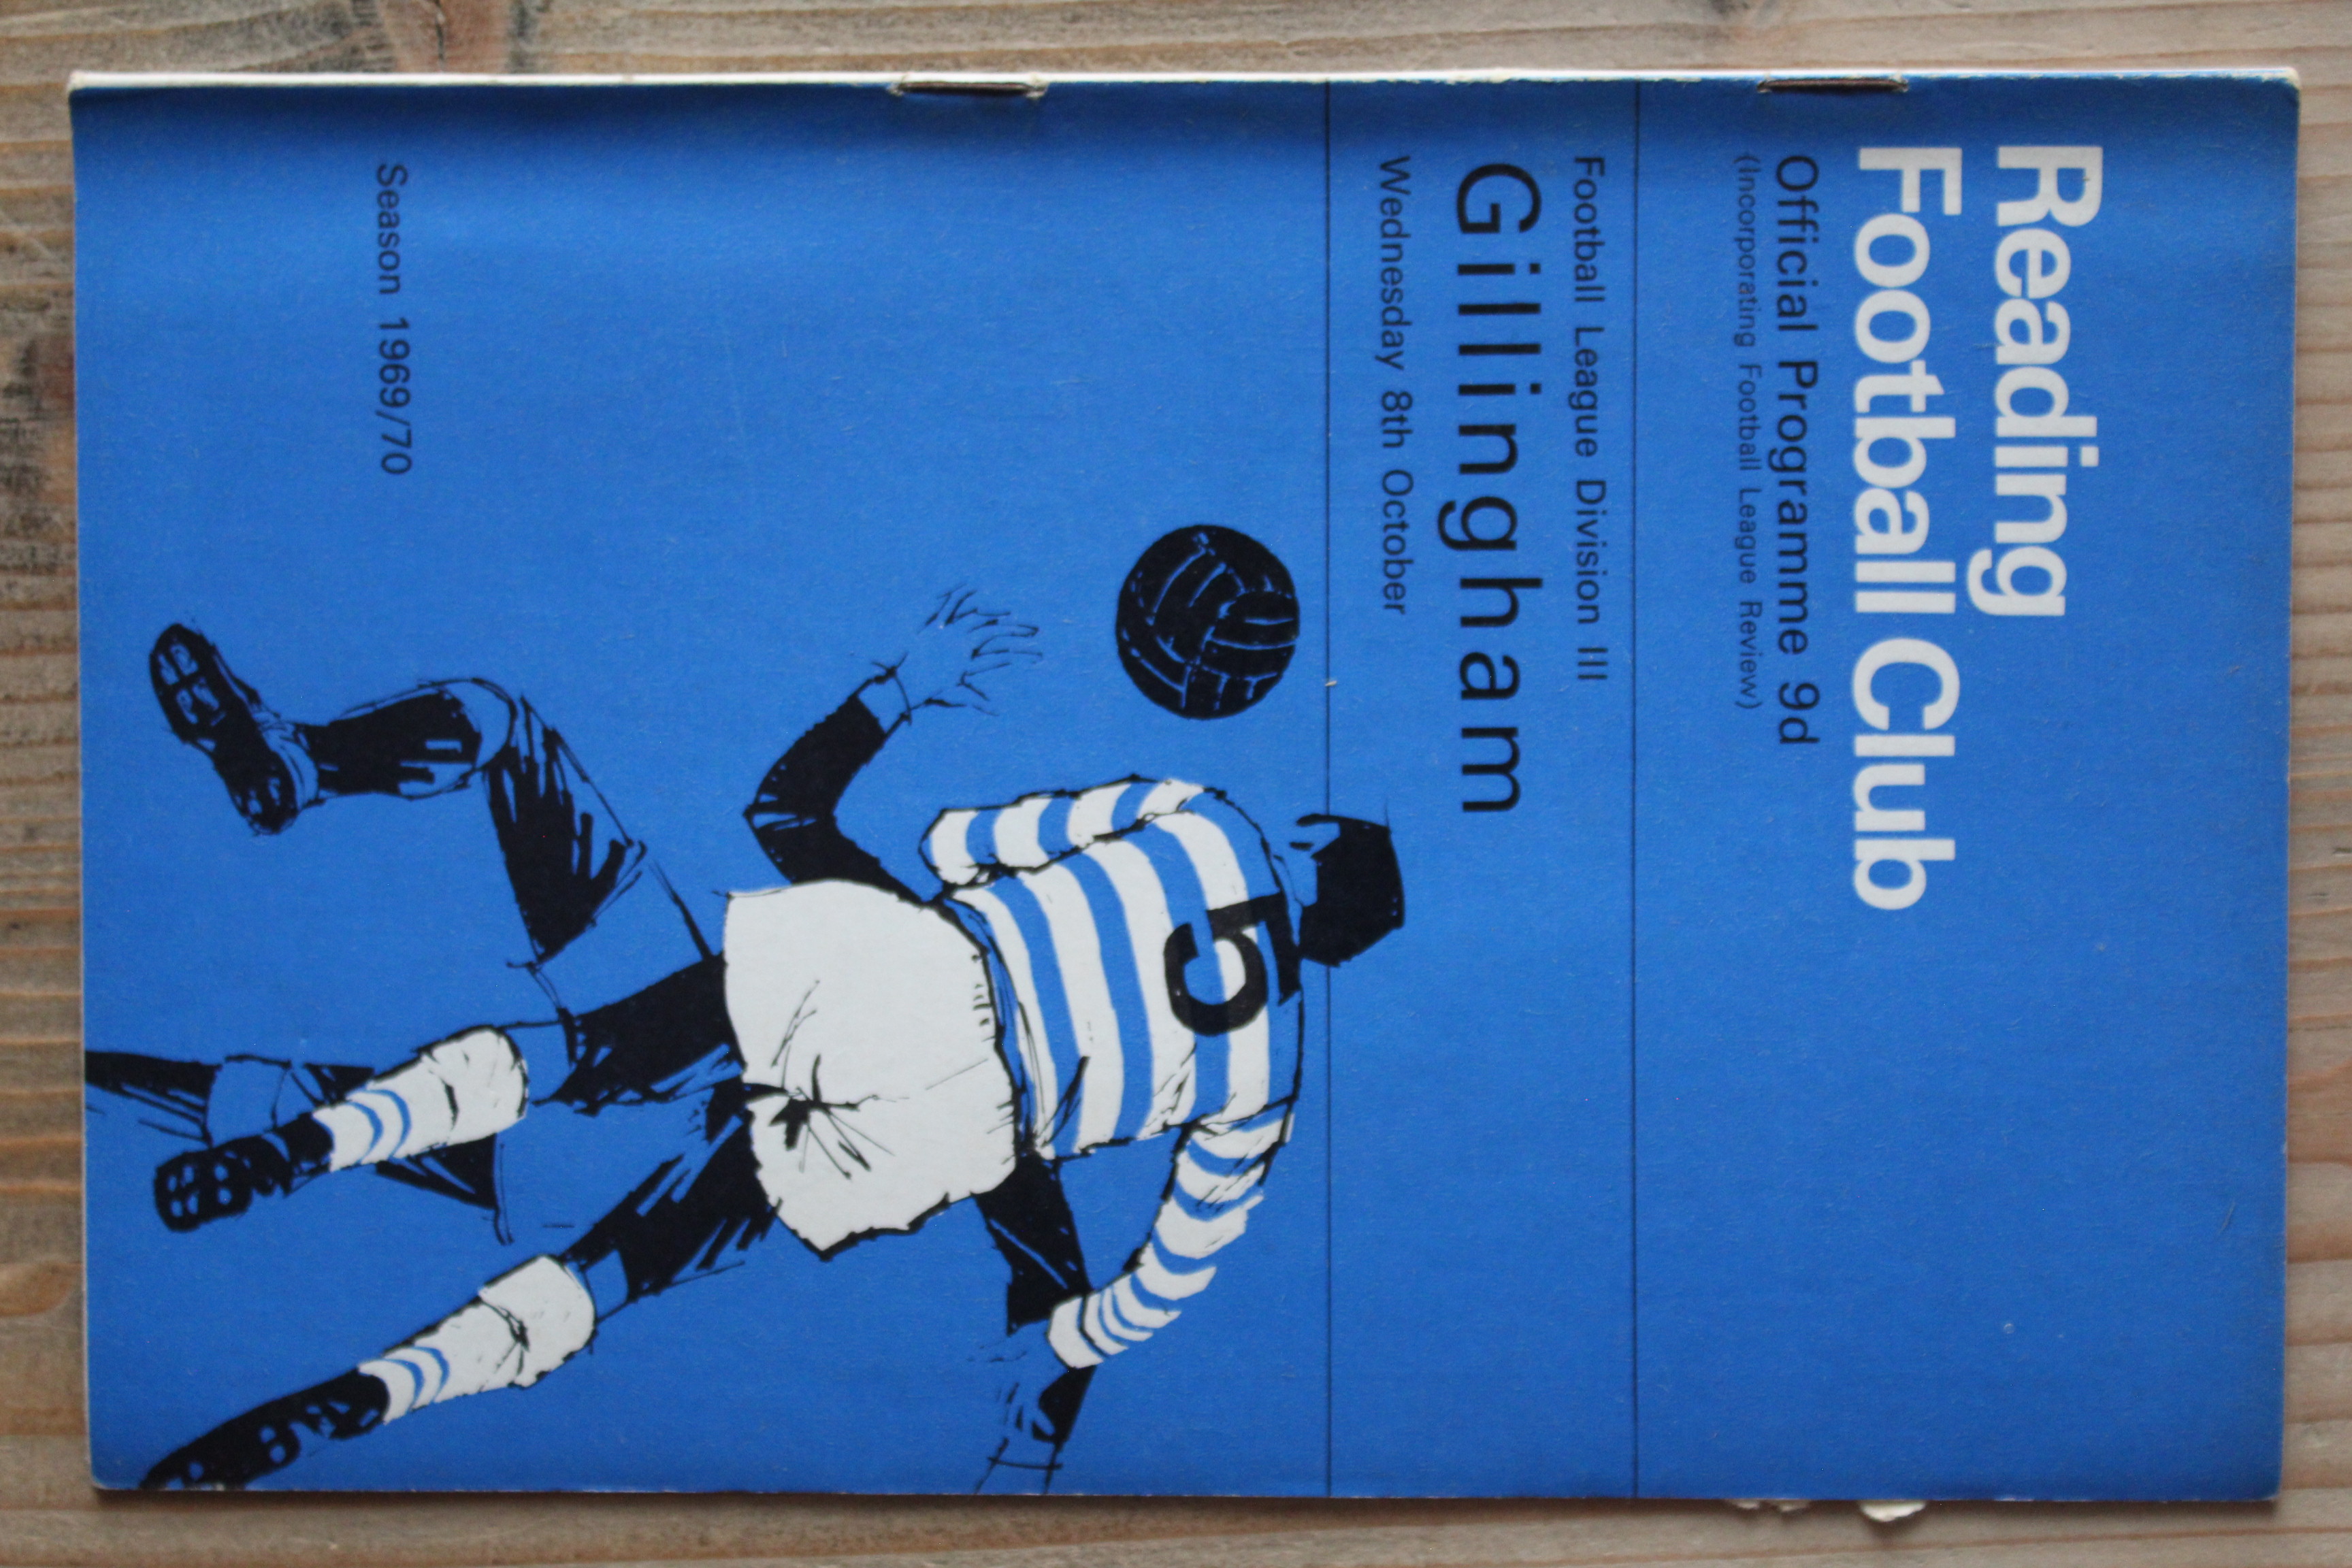 Reading
Football Club
Official Programme 9d
(Incorporating Football League Review)
Football League Division III
Gillingham
Wednesday 8th October
5
Season 1969/70